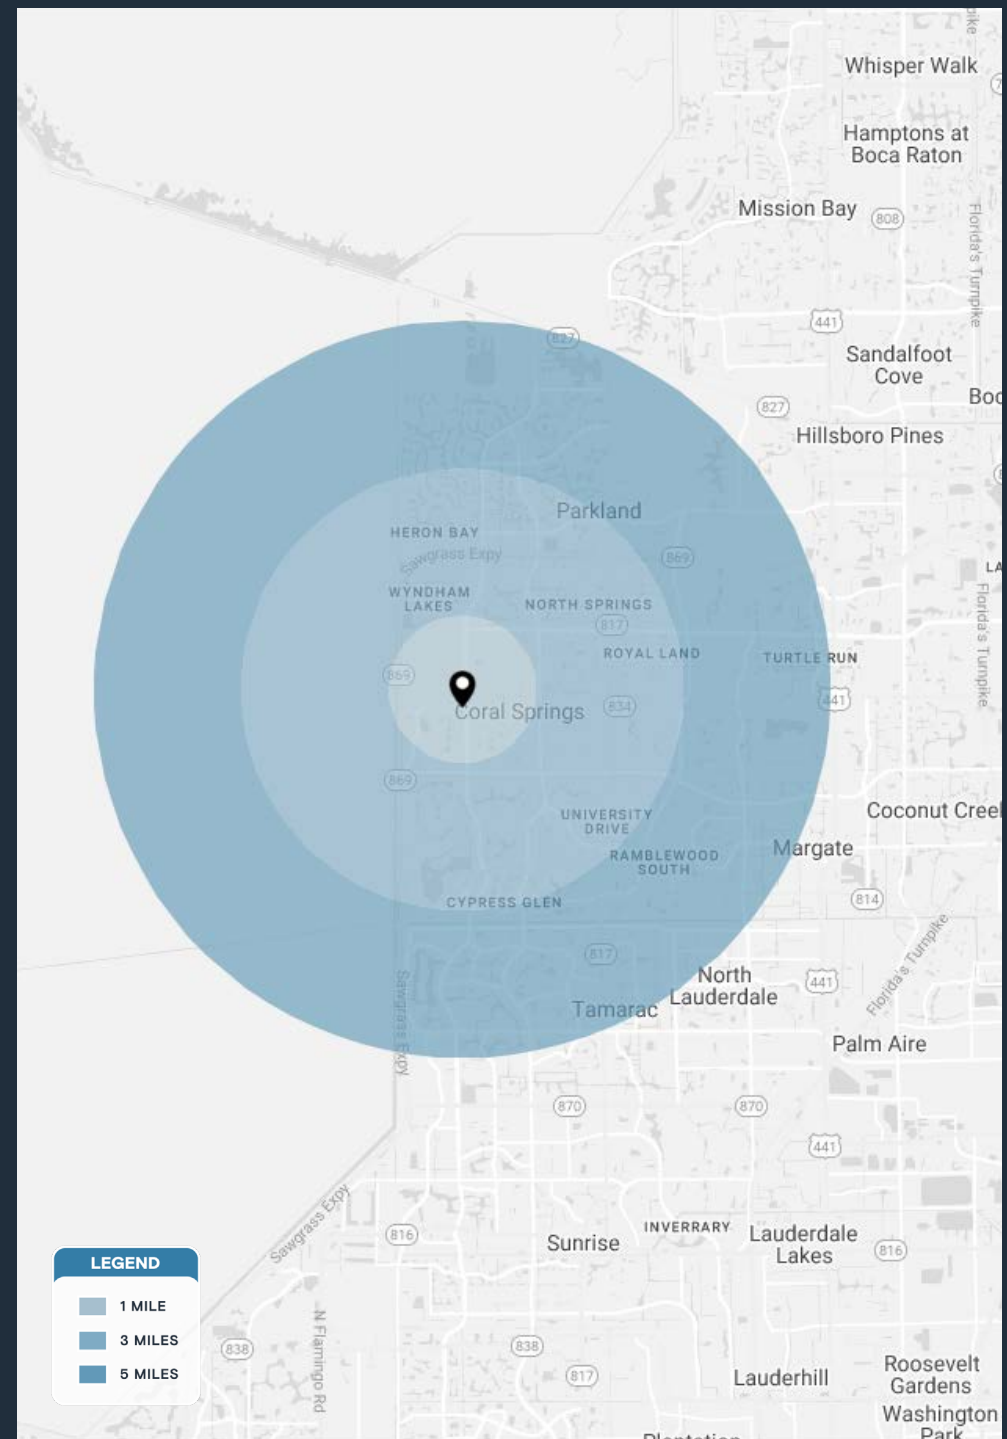 pike
Whisper Walk
Hamptons at
Boca Raton
Mission Bay
808
Florida's Turnpike
441
827
Sandalfoot
Cove
Boc
827
Hillsboro Pines
Parkland
HERON BAY
Sawgrass Expy
869
LA
WYNDHAM
LAKES
NORTH SPRINGS
817
Florida's Turnpike
ROYAL LAND
TURTLE RUN
869
441
Coral Springs
834
869
UNIVERSITY
DRIVE
Coconut Creek
Margate
RAMBLEWOOD
SOUTH
814
CYPRESS GLEN
817
Florida's Turnpike
North
Lauderdale
441
Sawgrass Expy
Tamarac
Palm Aire
870
870
441
Sawgrass Expy
816
INVERRARY
Sunrise
Lauderdale
Lakes
816
LEGEND
1 MILE
3 MILES
5 MILES
N Flamingo Rd
838
838
817
Lauderhill
Roosevelt
Gardens
Washington
Park
Plantation